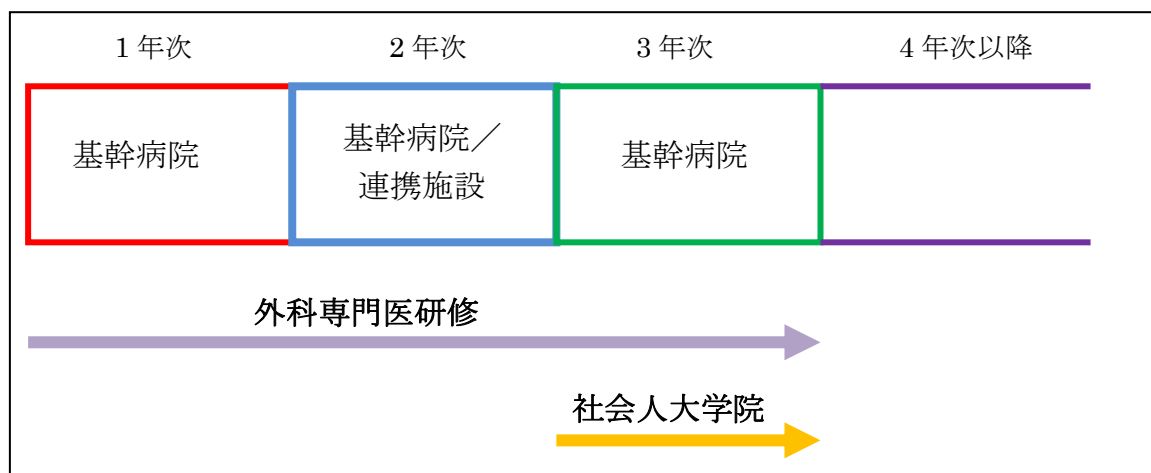 1年次
2年次
3年次
4年次以降
基幹病院
基幹病院／
連携施設
基幹病院
外科専門医研修
社会人大学院